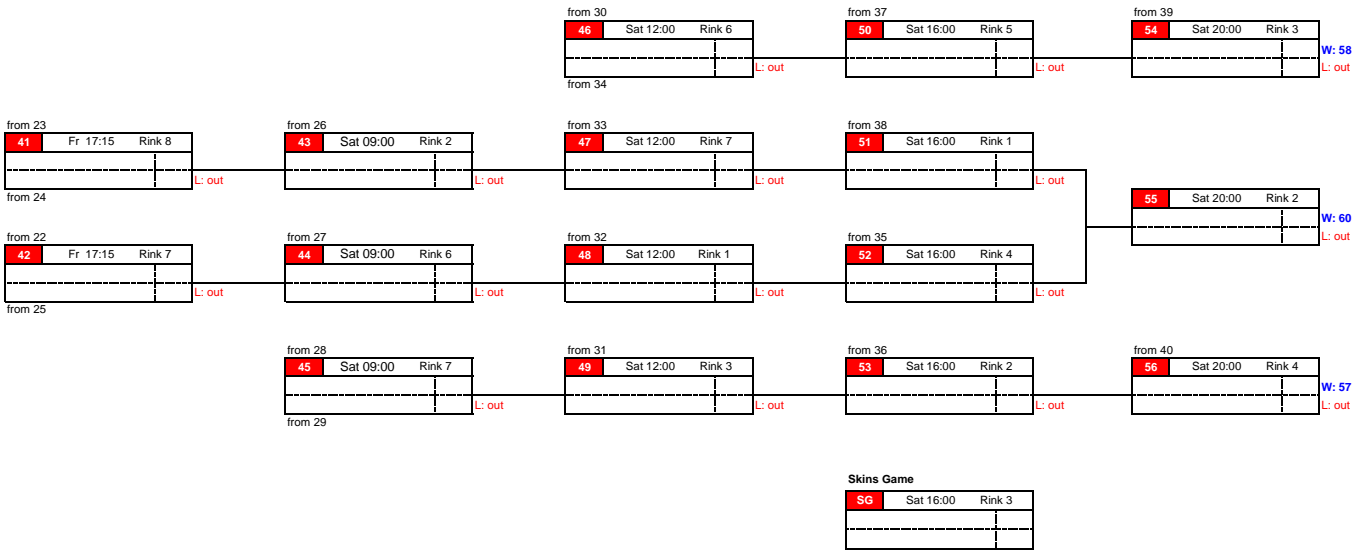 from 30 from 37 from 39
46 Sat 12:00 Rink 6 50 Sat 16:00 Rink 5 54 Sat 20:00 Rink 3
W: 58
L: out L: out L: out
from 34
from 23 from 26 from 33 from 38
41 Fr 17:15 Rink 8 43 Sat 09:00 Rink 2 47 Sat 12:00 Rink 7 51 Sat 16:00 Rink 1
L: out L: out L: out L: out
from 24
55 Sat 20:00 Rink 2
W: 60
L: out
from 22 from 27 from 32 from 35
42 Fr 17:15 Rink 7 44 Sat 09:00 Rink 6 48 Sat 12:00 Rink 1 52 Sat 16:00 Rink 4
L: out L: out L: out L: out
from 25
from 28 from 31 from 36 from 40
45 Sat 09:00 Rink 7 49 Sat 12:00 Rink 3 53 Sat 16:00 Rink 2 56 Sat 20:00 Rink 4
W: 57
L: out L: out L: out L: out
from 29
Skins Game
SG Sat 16:00 Rink 3